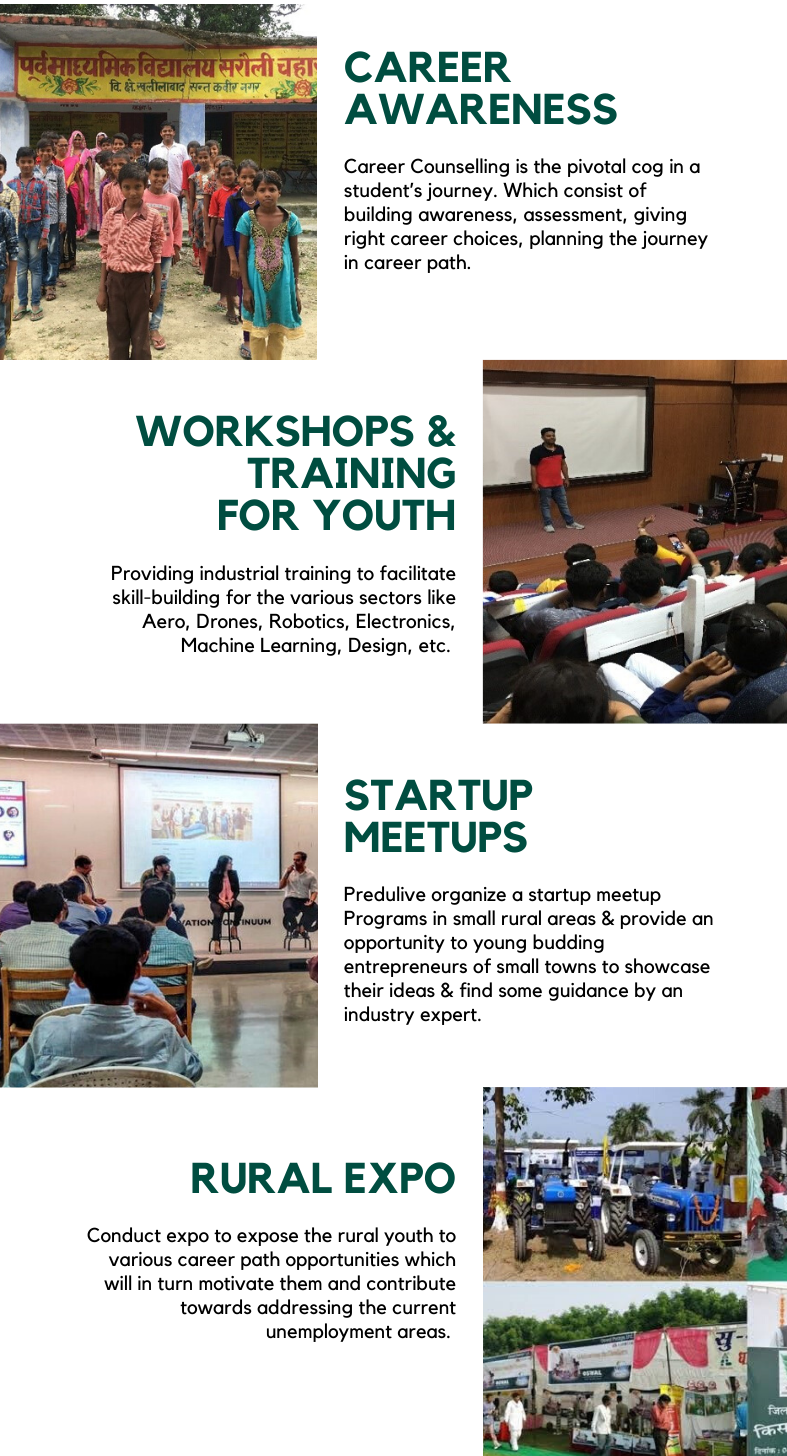 पूर्व माध्यमिक विद्यालय सरौली चहार
वि. क्षे. खलीलाबाद सन्त कबीर नगर
CAREER
AWARENESS
Career Counselling is the pivotal cog in a
student's journey. Which consist of
building awareness, assessment, giving
right career choices, planning the journey
in career path.
WORKSHOPS &
TRAINING
FOR YOUTH
Providing industrial training to facilitate
skill-building for the various sectors like
Aero, Drones, Robotics, Electronics,
Machine Learning, Design, etc.
VATION CONTINUUM
STARTUP
MEETUPS
Predulive organize a startup meetup
Programs in small rural areas & provide an
opportunity to young budding
entrepreneurs of small towns to showcase
their ideas & find some guidance by an
industry expert.
RURAL EXPO
Conduct expo to expose the rural youth to
various career path opportunities which
will in turn motivate them and contribute
towards addressing the current
unemployment areas.
सु-
OSWAL
जिल
किस
दिनांक : 0